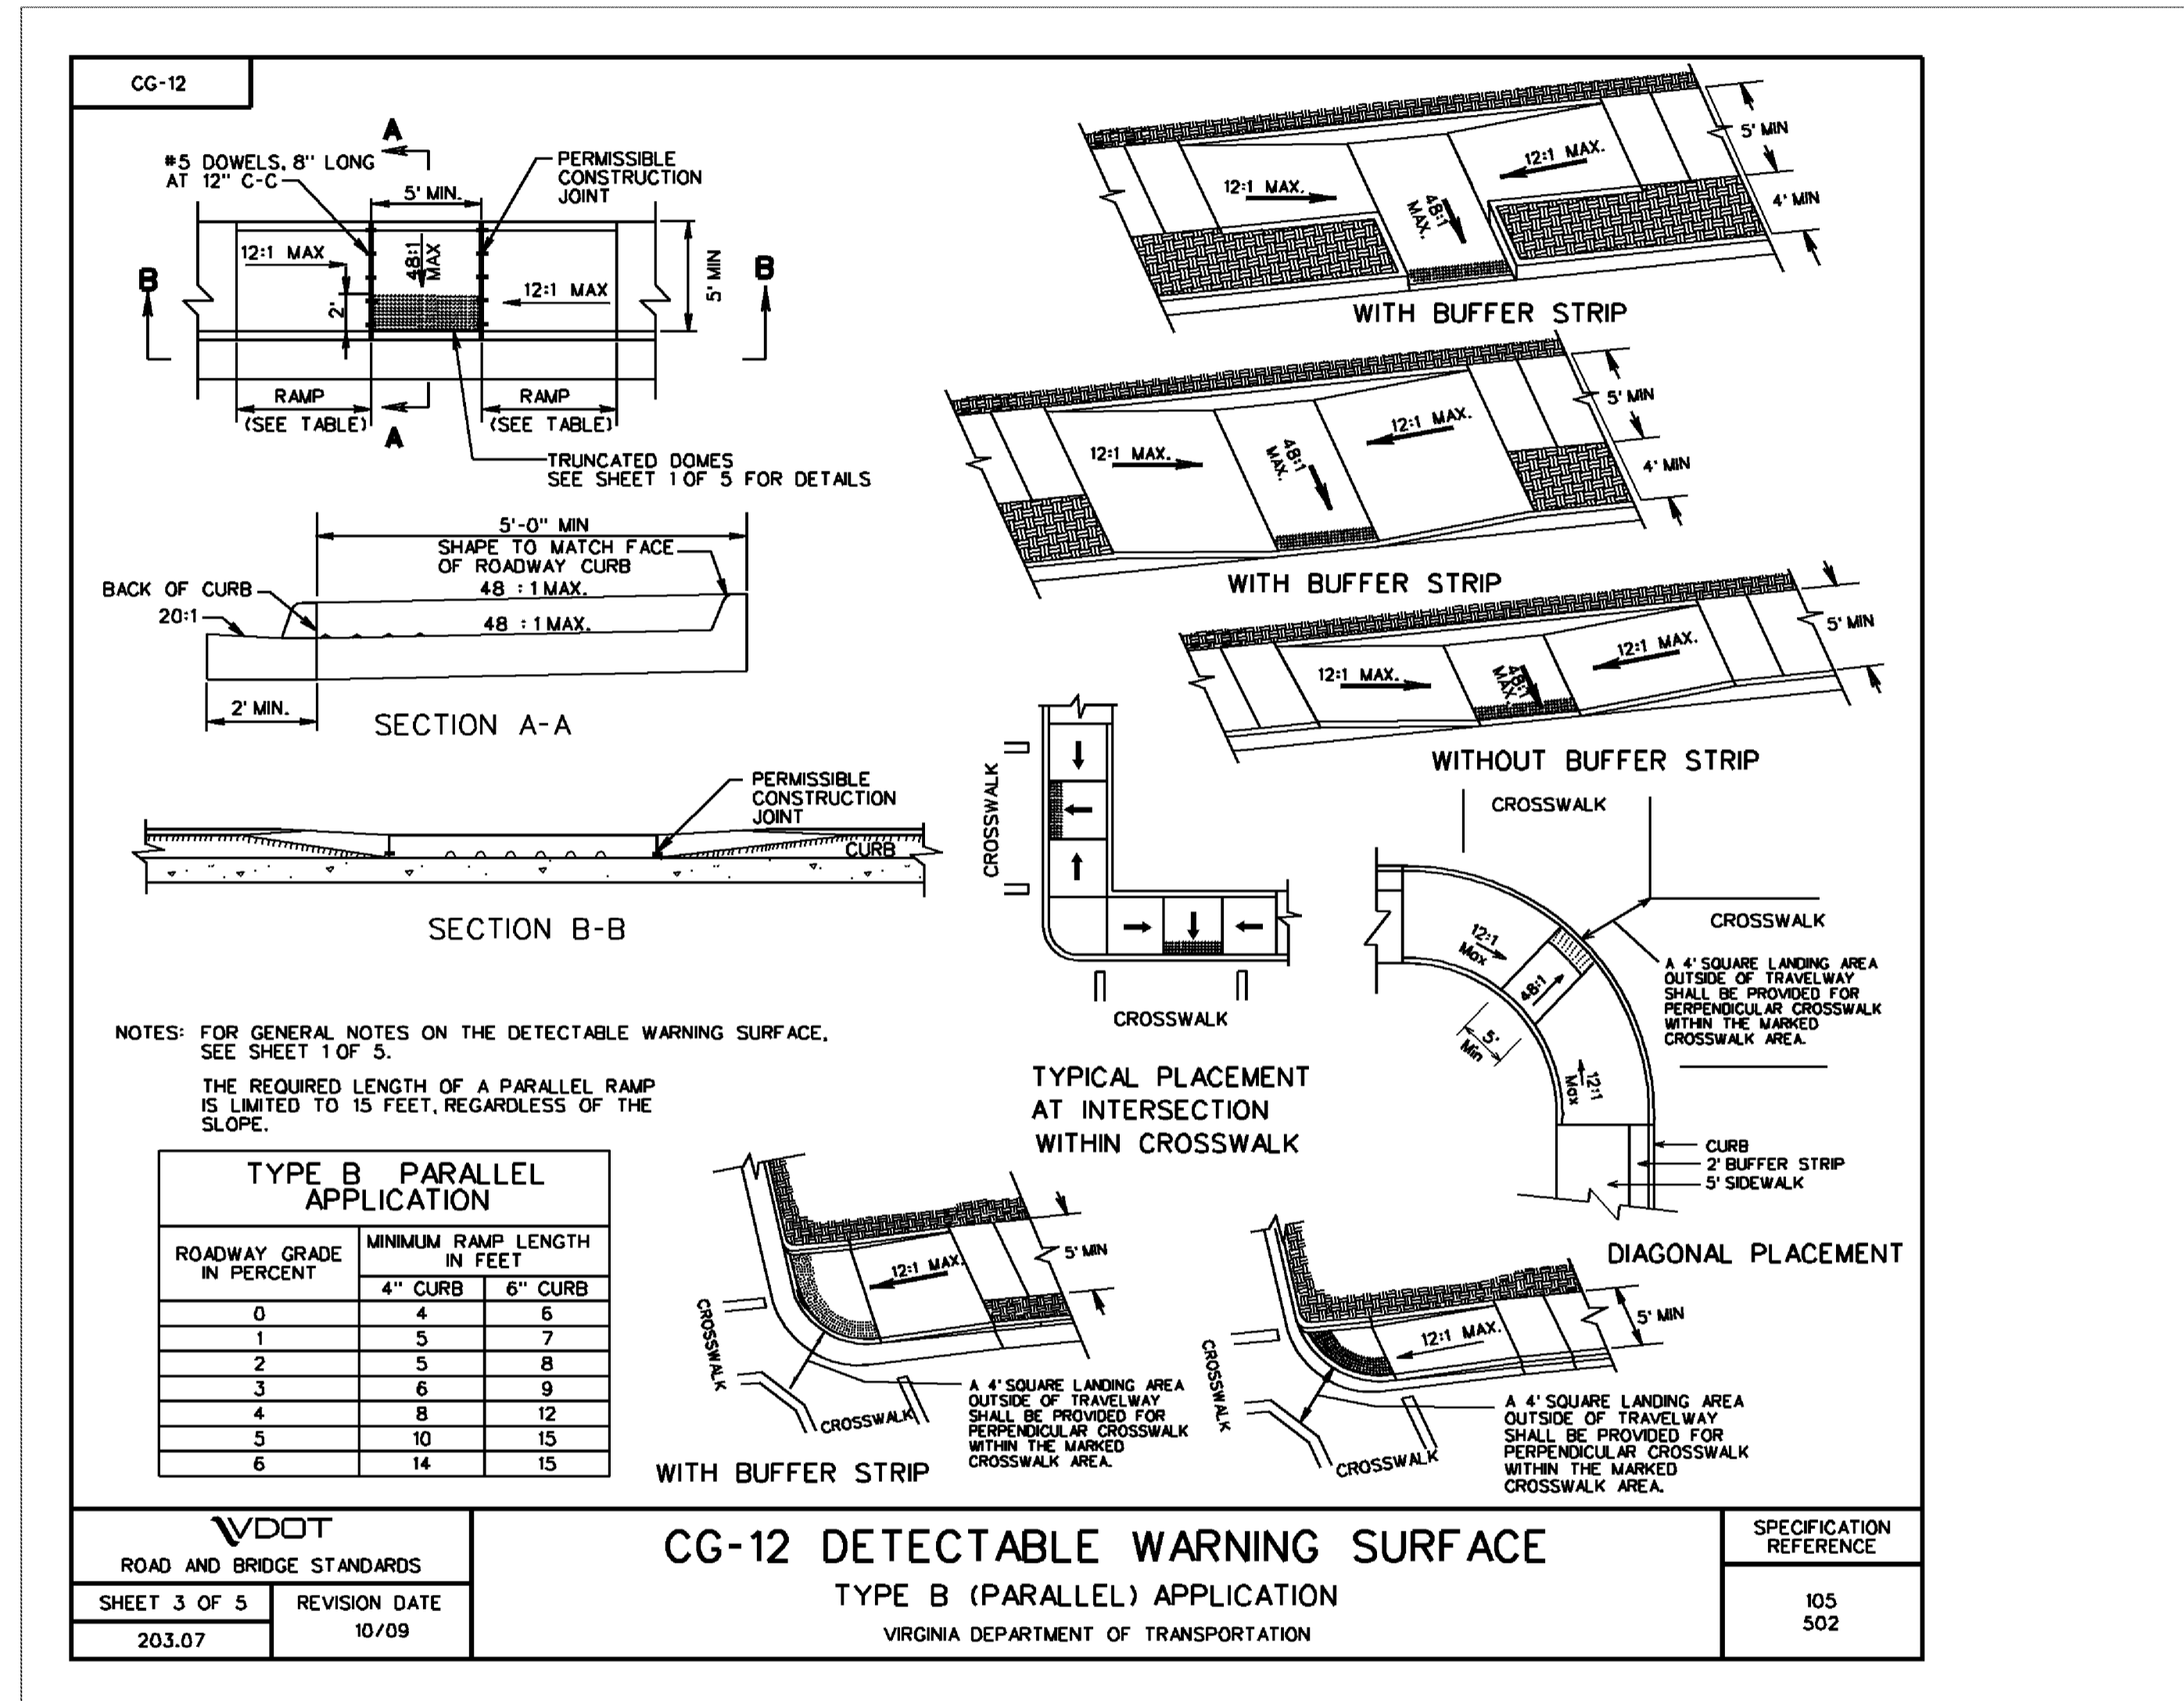 CG-12
A
#5 DOWELS, 8" LONG
AT 12" C-C
PERMISSIBLE
CONSTRUCTION
JOINT
5' MIN.
12:1 MAX
48:1
MAX
12:1 MAX
2'
5' MIN
B
B
RAMP
(SEE TABLE)
RAMP
(SEE TABLE)
A
TRUNCATED DOMES
SEE SHEET 1 OF 5 FOR DETAILS
5'-0" MIN
SHAPE TO MATCH FACE
OF ROADWAY CURB
BACK OF CURB
48 : 1 MAX.
20:1
48 : 1 MAX.
2' MIN.
SECTION A-A
PERMISSIBLE
CONSTRUCTION
JOINT
CURB
SECTION B-B
12:1 MAX.
48:1
MAX.
12:1 MAX.
5' MIN
4' MIN
WITH BUFFER STRIP
12:1 MAX.
48:1
MAX.
12:1 MAX.
5' MIN
4' MIN
WITH BUFFER STRIP
12:1 MAX.
48:1
MAX.
12:1 MAX.
5' MIN
WITHOUT BUFFER STRIP
CROSSWALK
CROSSWALK
TYPICAL PLACEMENT
AT INTERSECTION
WITHIN CROSSWALK
CROSSWALK
CROSSWALK
12:1
Max
48:1
5'
Min
12:1
Max
A 4' SQUARE LANDING AREA
OUTSIDE OF TRAVELWAY
SHALL BE PROVIDED FOR
PERPENDICULAR CROSSWALK
WITHIN THE MARKED
CROSSWALK AREA.
CURB
2' BUFFER STRIP
5' SIDEWALK
DIAGONAL PLACEMENT
NOTES: FOR GENERAL NOTES ON THE DETECTABLE WARNING SURFACE,
SEE SHEET 1 OF 5.
THE REQUIRED LENGTH OF A PARALLEL RAMP
IS LIMITED TO 15 FEET, REGARDLESS OF THE
SLOPE.
TYPE B PARALLEL
APPLICATION
ROADWAY GRADE
IN PERCENT
MINIMUM RAMP LENGTH
IN FEET
4" CURB 6" CURB
0 4 6
1 5 7
2 5 8
3 6 9
4 8 12
5 10 15
6 14 15
12:1 MAX.
5' MIN
CROSSWALK
CROSSWALK
A 4' SQUARE LANDING AREA
OUTSIDE OF TRAVELWAY
SHALL BE PROVIDED FOR
PERPENDICULAR CROSSWALK
WITHIN THE MARKED
CROSSWALK AREA.
WITH BUFFER STRIP
12:1 MAX.
5' MIN
CROSSWALK
CROSSWALK
A 4' SQUARE LANDING AREA
OUTSIDE OF TRAVELWAY
SHALL BE PROVIDED FOR
PERPENDICULAR CROSSWALK
WITHIN THE MARKED
CROSSWALK AREA.
VDOT
ROAD AND BRIDGE STANDARDS
SHEET 3 OF 5
REVISION DATE
10/09
203.07
CG-12 DETECTABLE WARNING SURFACE
TYPE B (PARALLEL) APPLICATION
VIRGINIA DEPARTMENT OF TRANSPORTATION
SPECIFICATION
REFERENCE
105
502